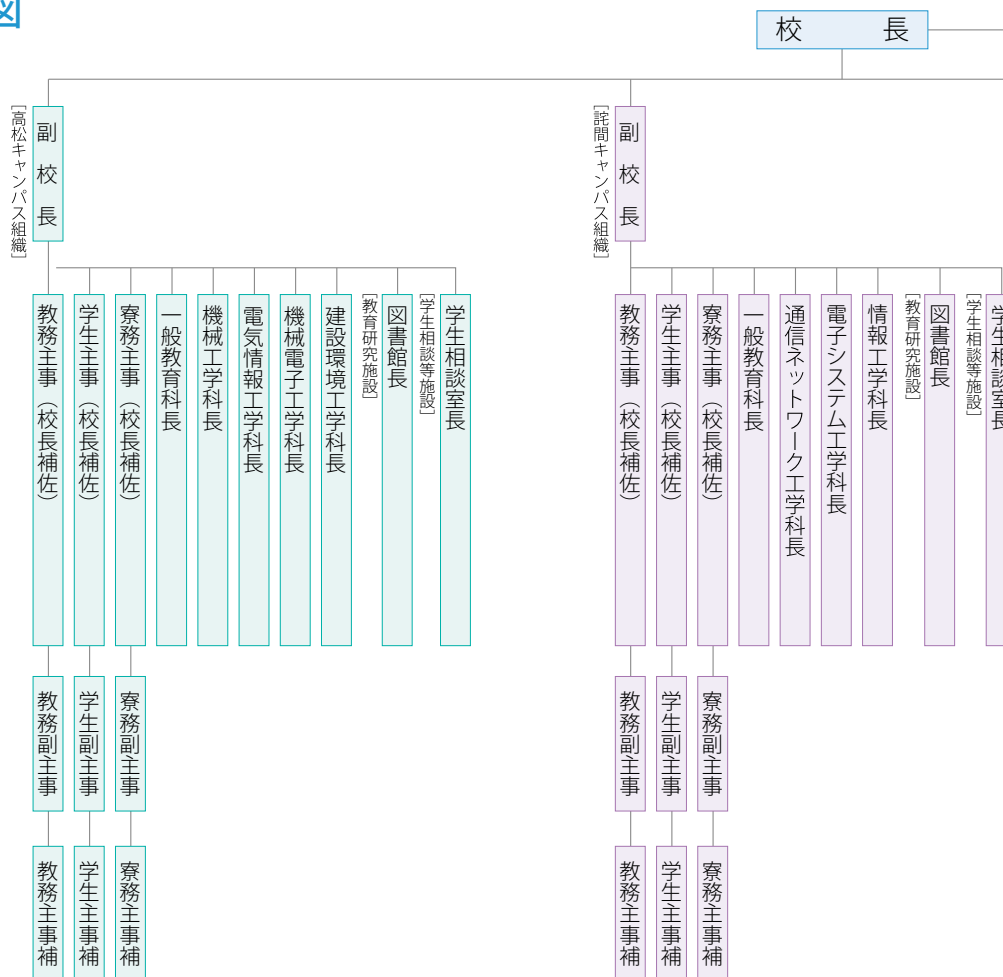 図
校長
[高松キャンパス組織]
副校長
教務主事（校長補佐）
学生主事（校長補佐）
寮務主事（校長補佐）
一般教育科長
機械工学科長
電気情報工学科長
機械電子工学科長
建設環境工学科長
[教育研究施設]
図書館長
[学生相談等施設]
学生相談室長
教務副主事
学生副主事
寮務副主事
教務主事補
学生主事補
寮務主事補
[詫間キャンパス組織]
副校長
教務主事（校長補佐）
学生主事（校長補佐）
寮務主事（校長補佐）
一般教育科長
通信ネットワーク工学科長
電子システム工学科長
情報工学科長
[教育研究施設]
図書館長
[学生相談等施設]
学生相談室長
教務副主事
学生副主事
寮務副主事
教務主事補
学生主事補
寮務主事補